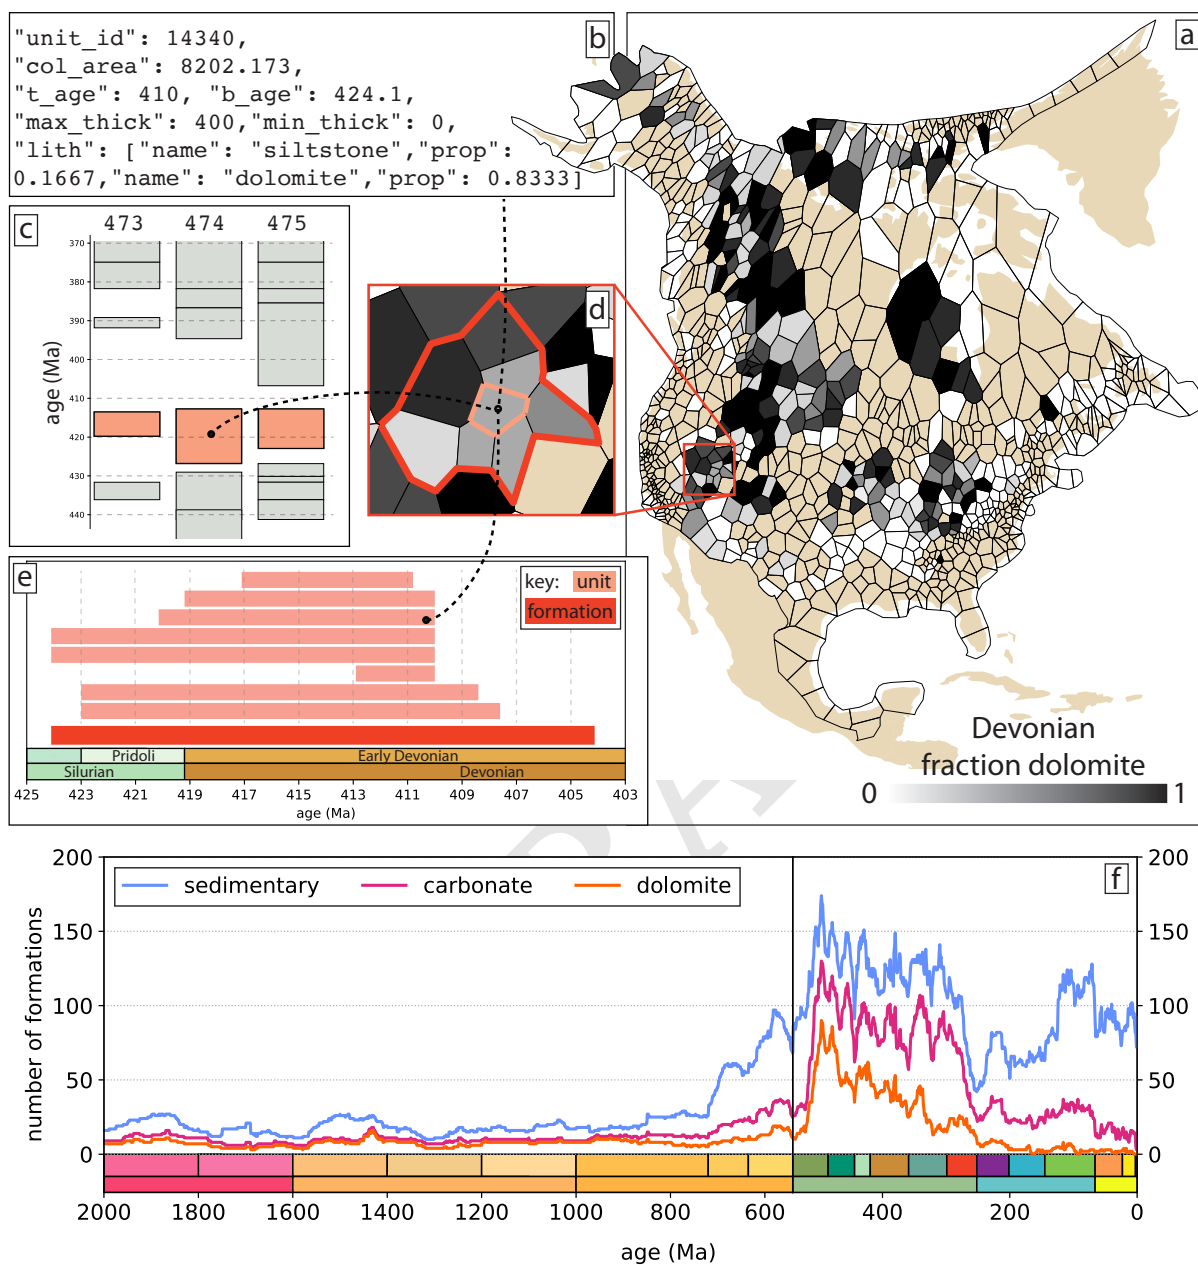 "unit_id": 14340,
"col_area": 8202.173,
"t_age": 410, "b_age": 424.1,
"max_thick": 400,"min_thick": 0,
"lith": ["name": "siltstone","prop":
0.1667,"name": "dolomite","prop": 0.8333]
b
a
c
473 474 475
370
380
390
400
410
420
430
440
age (Ma)
d
e
key: unit
formation
Pridoli
Early Devonian
Silurian
Devonian
425 423 421 419 417 415 413 411 409 407 405 403
age (Ma)
Devonian
fraction dolomite
0 1
f
sedimentary carbonate dolomite
200
150
100
50
0
200
150
100
50
0
number of formations
2000 1800 1600 1400 1200 1000 800 600 400 200 0
age (Ma)